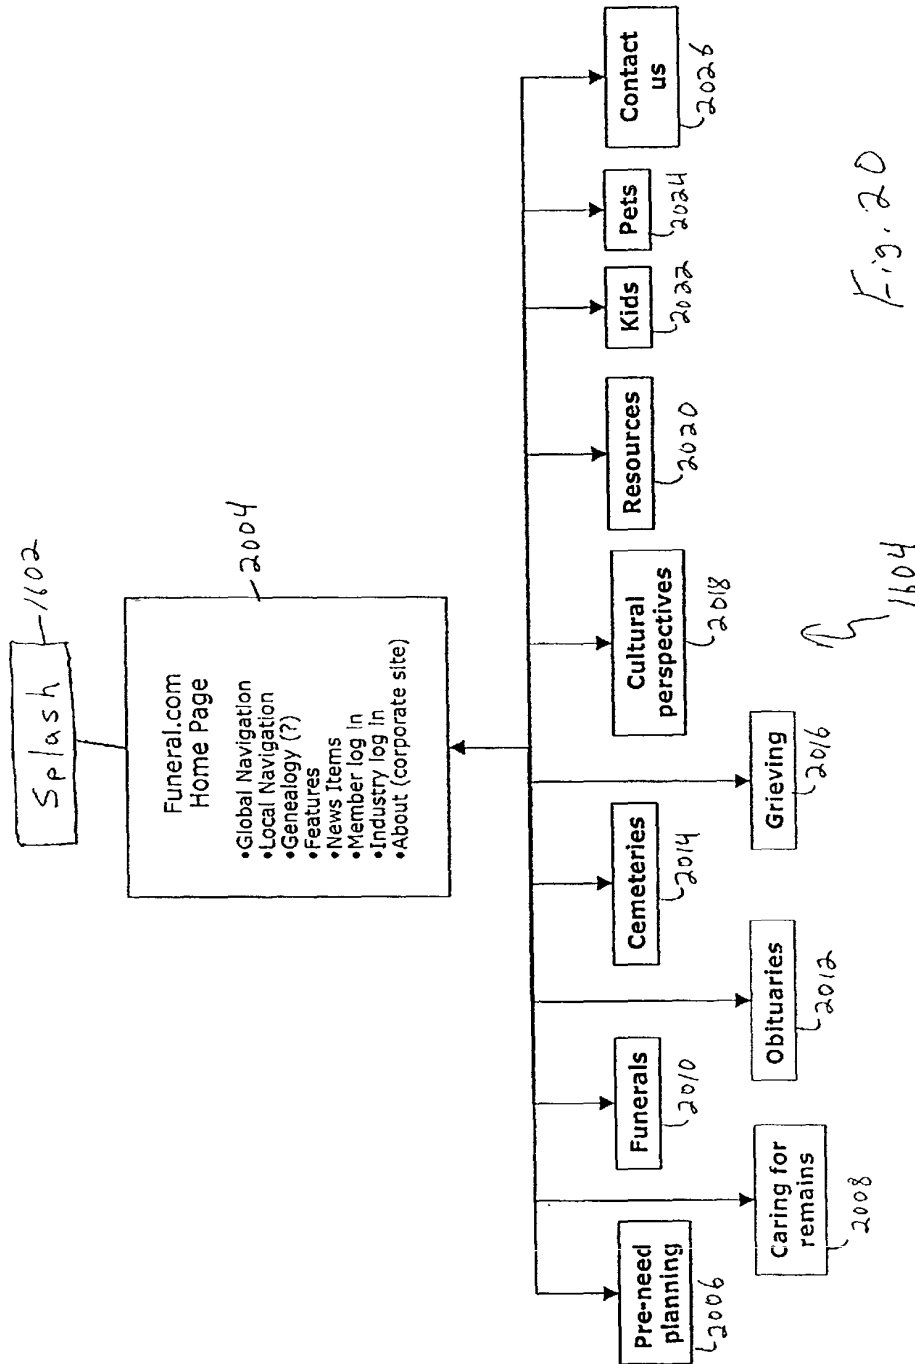 Splash
1602
Funeral.com
Home Page
•Global Navigation
•Local Navigation
•Genealogy (?)
•Features
•News Items
•Member log in
•Industry log in
•About (corporate site)
2004
Pre-need
planning
2006
Caring for
remains
2008
Funerals
2010
Obituaries
2012
Cemeteries
2014
Grieving
2016
Cultural
perspectives
2018
Resources
2020
Kids
2022
Pets
2024
Contact
us
2026
1604
Fig. 20